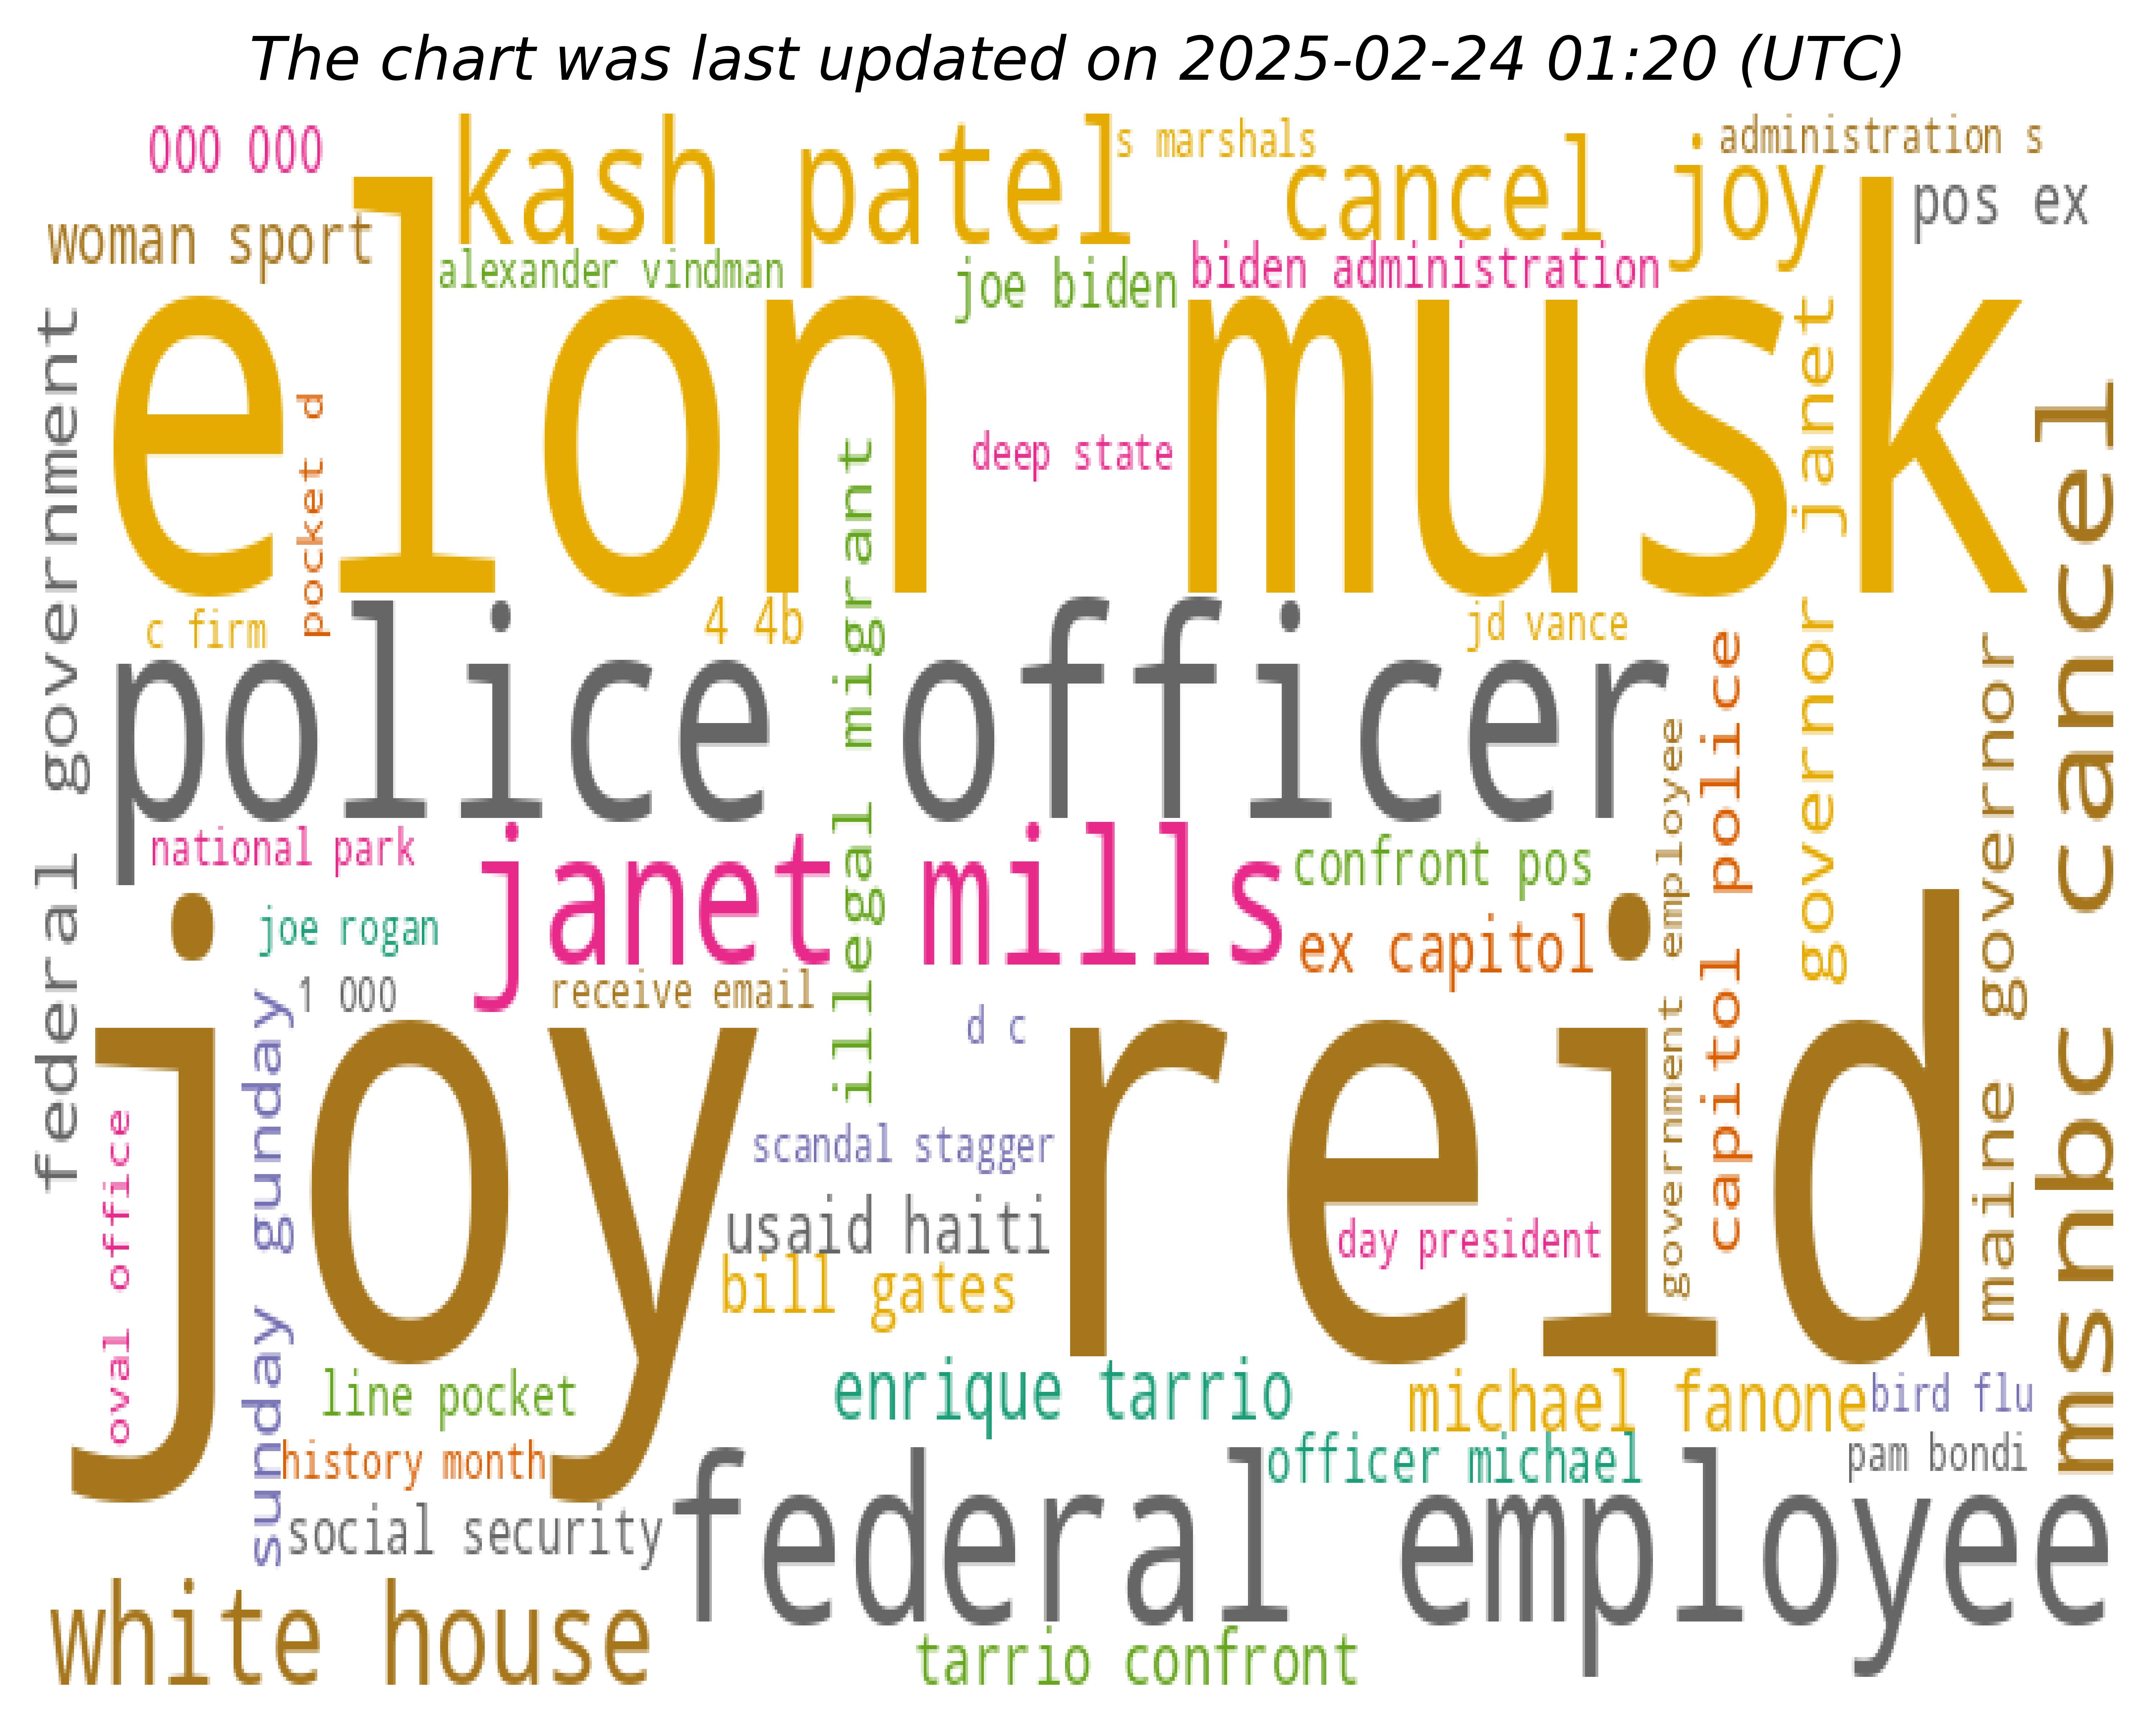 The chart was last updated on 2025-02-24 01:20 (UTC)
000 000
kash patel
s marshals
cancel joy
administration s
pos ex
woman sport
alexander vindman
joe biden
biden administration
elon musk
federal government
pocket d
deep state
illegal migrant
governor janet
msnbc cancel
c firm
4 4b
jd vance
police officer
capitol police
maine governor
government employee
national park
janet mills
confront pos
joe rogan
ex capitol
1 000
receive email
d c
sunday gunday
joy reid
oval office
scandal stagger
usaid haiti
day president
bill gates
line pocket
enrique tarrio
michael fanone
bird flu
history month
officer michael
pam bondi
social security
federal employee
white house
tarrio confront